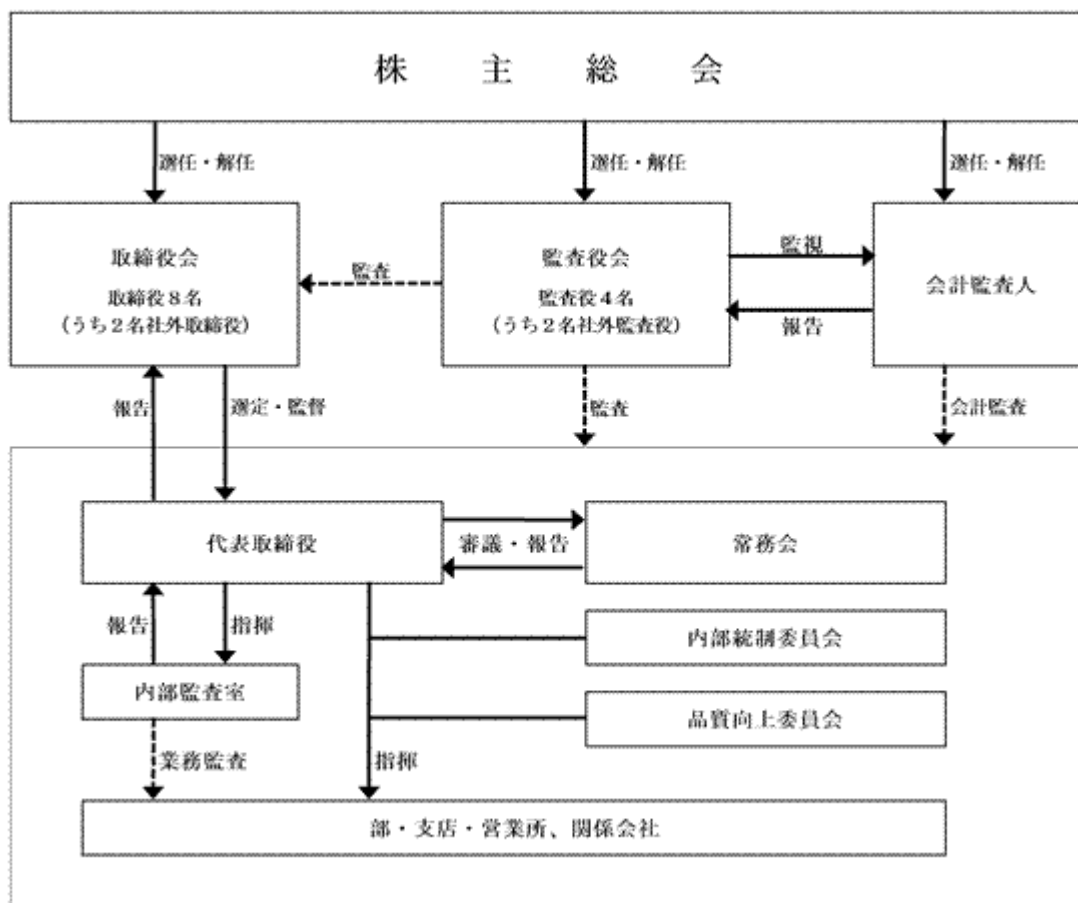 株主総会
選任・解任
選任・解任
選任・解任
取締役会
取締役8名
(うち2名社外取締役)
監査
監査役会
監査役4名
(うち2名社外監査役)
監視
報告
会計監査人
報告
選定・監督
監査
会計監査
代表取締役
審議・報告
常務会
報告
指揮
内部統制委員会
内部監査室
品質向上委員会
業務監査
指揮
部・支店・営業所、関係会社